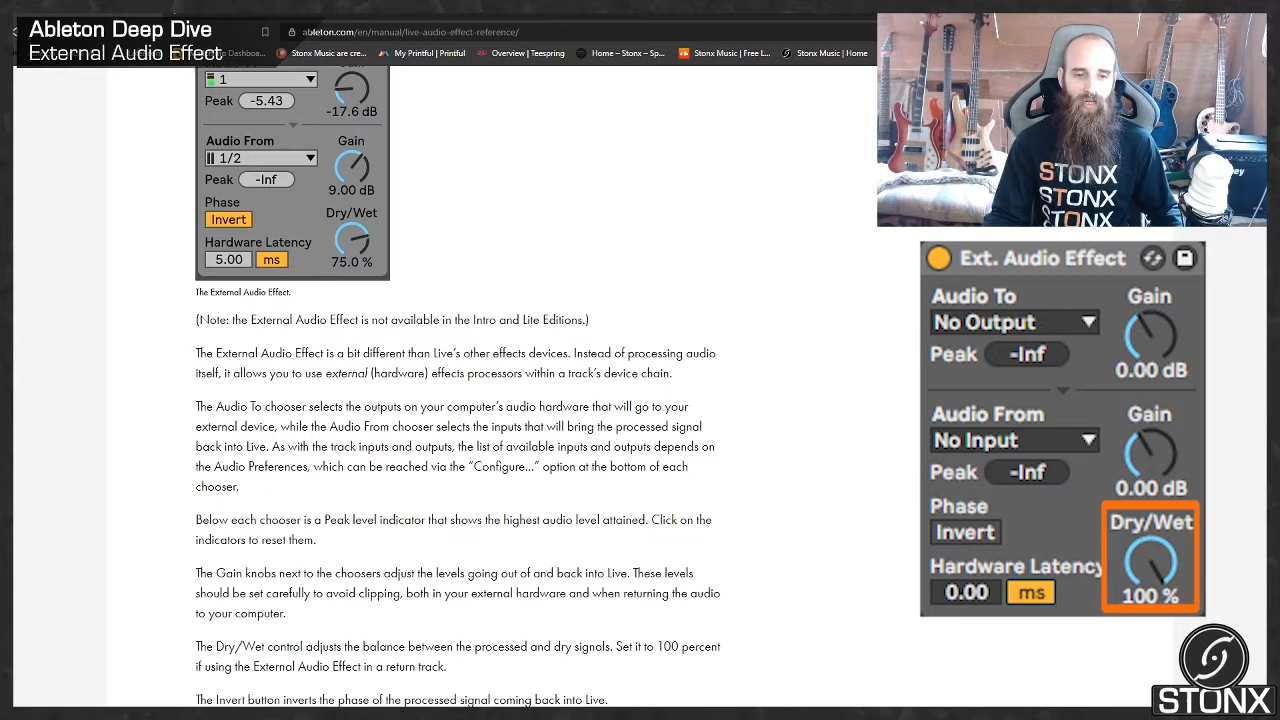 Ableton Deep Dive
External Audio Effect
ableton.com/en/manual/live-audio-effect-reference/
Dashboa...
Stonx Music are cre...
My Printful | Printful
Overview | Teespring
Home – Stonx – Sp...
Stonx Music | Free L...
Stonx Music | Home
1
Peak -5.43
-17.6 dB
Audio From Gain
1/2
Peak -Inf
9.00 dB
Phase Dry/Wet
Invert
Hardware Latency
5.00 ms 75.0 %
The External Audio Effect.
(Note: the External Audio Effect is not available in the Intro and Lite Editions.)
The External Audio Effect is a bit different than Live's other effects devices. Instead of processing audio
itself, it allows you to use external (hardware) effects processors within a track's device chain.
The Audio To chooser selects the outputs on your computer's audio hardware that will go to your
external device, while the Audio From chooser selects the inputs that will bring the processed signal
back into Live. As with the track inputs and outputs, the list of available inputs and outputs depends on
the Audio Preferences, which can be reached via the "Configure..." option at the bottom of each
chooser.
Below each chooser is a Peak level indicator that shows the highest audio level attained. Click on the
indicators to reset them.
The Gain knobs next to the choosers adjust the levels going out of and back into Live. These levels
should be set carefully to avoid clipping, both in your external hardware and when returning the audio
to your computer.
The Dry/Wet control adjusts the balance between the processed and dry signals. Set it to 100 percent
if using the External Audio Effect in a return track.
The Invert button inverts the phase of the processed signal coming back into Live.
STONX
STONX
STONX
Ext. Audio Effect
Audio To Gain
No Output
Peak -Inf
0.00 dB
Audio From Gain
No Input
Peak -Inf
0.00 dB
Phase Dry/Wet
Invert
Hardware Latency
0.00 ms 100 %
STONX